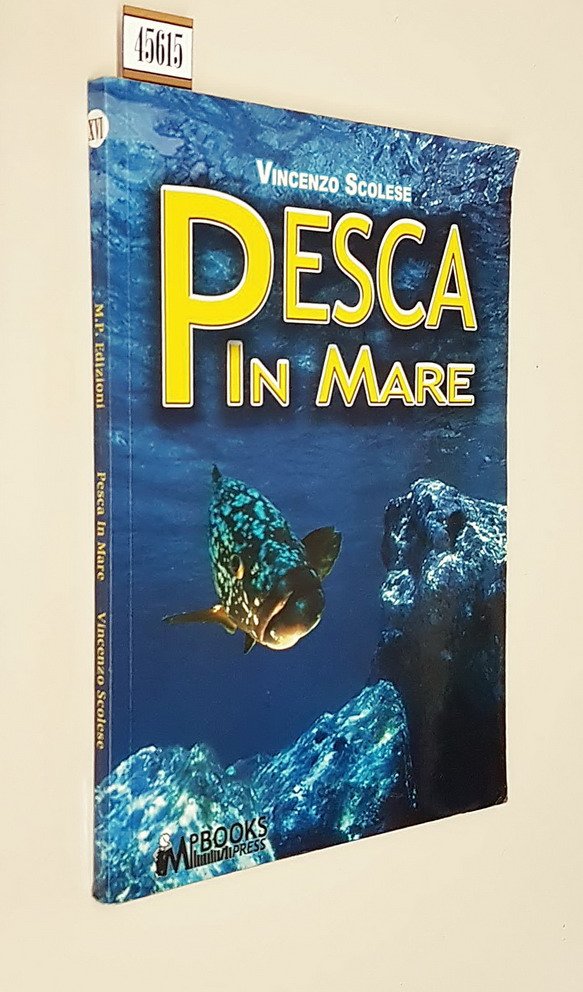 45615
VINCENZO SCOLESE
PESCA
IN MARE
MPBOOKS
PRESS
XVI
M.P. Edizioni
Pesca In Mare
Vincenzo Scolese